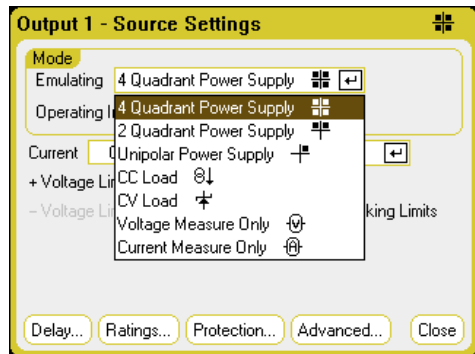 Output 1 - Source Settings
Mode
Emulating 4 Quadrant Power Supply
Operating
4 Quadrant Power Supply
2 Quadrant Power Supply
Current
Unipolar Power Supply
CC Load
+ Voltage
CV Load
- Voltage
king Limits
Voltage Measure Only
Current Measure Only
Delay... Ratings... Protection... Advanced... Close